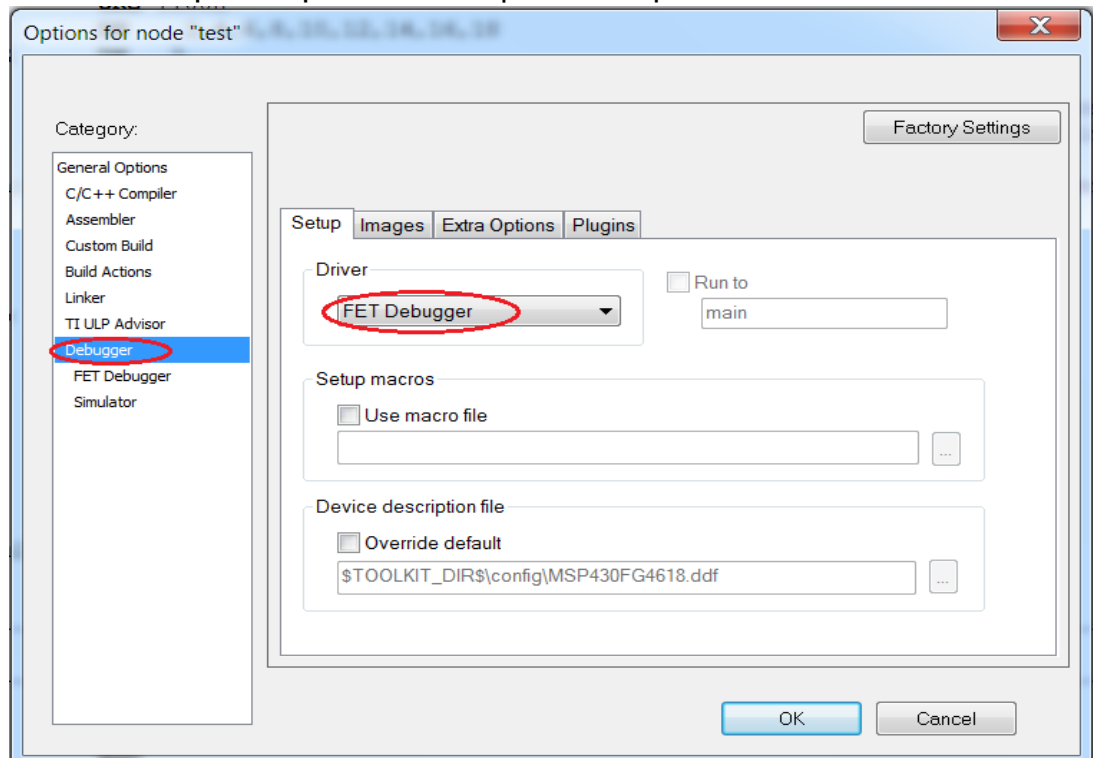 Options for node "test"
X
Category:
Factory Settings
General Options
C/C++ Compiler
Assembler
Custom Build
Build Actions
Linker
TI ULP Advisor
Debugger
FET Debugger
Simulator
Setup Images Extra Options Plugins
Driver
FET Debugger
Run to
main
Setup macros
Use macro file
...
Device description file
Override default
$TOOLKIT_DIR$\config\MSP430FG4618.ddf
...
OK Cancel